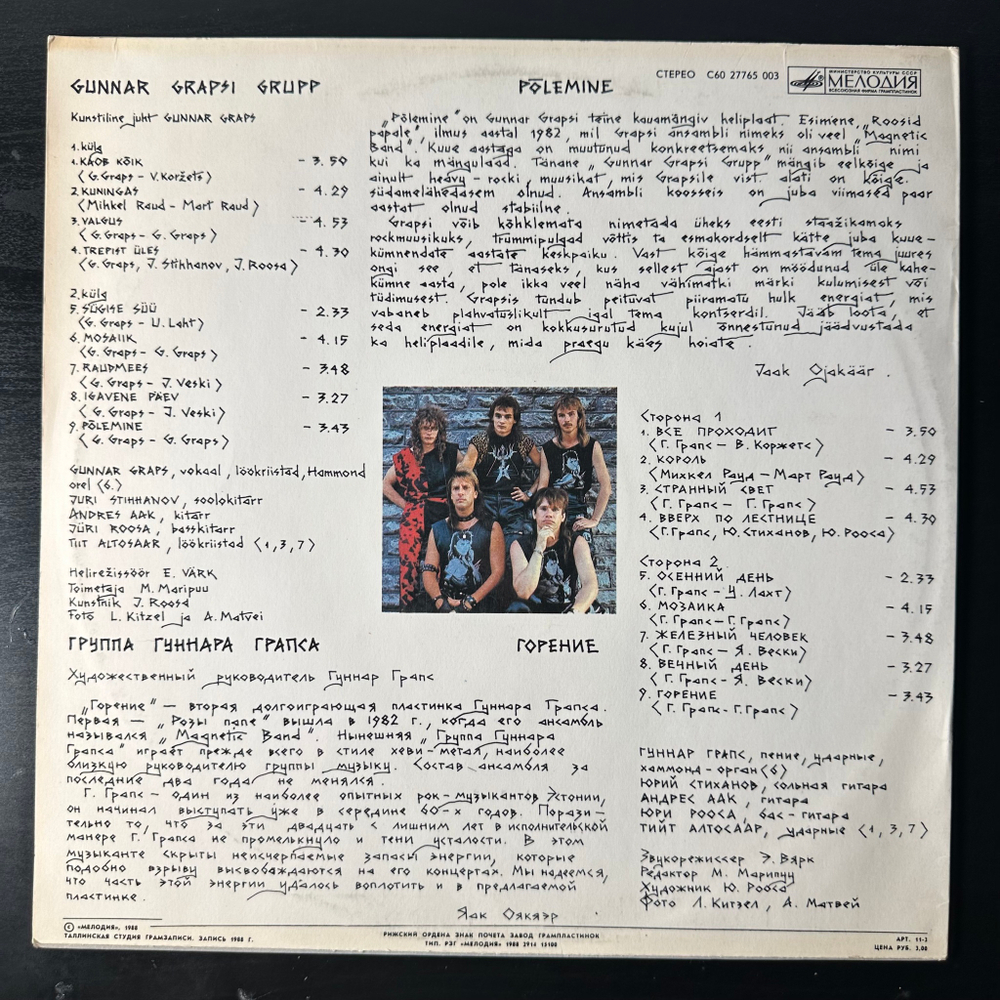 СТЕРЕО С60 27765 003
МИНИСТЕРСТВО КУЛЬТУРЫ СССР
МЕЛОДИЯ
ВСЕСОЮЗНАЯ ФИРМА ГРАМПЛАСТИНОК
GUNNAR GRAPSI GRUPP
PÕLEMINE
Kunstiline juht GUNNAR GRAPS
1. külg
1. KAOB KÕIK - 3.50
(G. Graps - V. Koržets)
2. KUNINGAS - 4.29
(Mihkel Raud - Mart Raud)
3. VALGUS - 4.53
(G. Graps - G. Graps)
4. TREPIST ÜLES - 4.30
(G. Graps, J. Stihhanov, J. Roosa)
2. külg
5. SÜGISE SÜÜ - 2.33
(G. Graps - U. Laht)
6. MOSAIIK - 4.15
(G. Graps - G. Graps)
7. RAUDMEES - 3.48
(G. Graps - J. Veski)
8. IGAVENE PÄEV - 3.27
(G. Graps - J. Veski)
9. PÕLEMINE - 3.43
(G. Graps - G. Graps)
GUNNAR GRAPS, vokaal, löökriistad, Hammond
orel (6.)
JURI STIHHANOV, soolokitarr
ANDRES AAK, kitarr
JÜRI ROOSA, basskitarr
TIIT ALTOSAAR, löökriistad (1,3,7)
Helirežissöör E. VÄRK
Toimetaja M. Maripuu
Kunstnik J. Roosa
Foto L. Kitzel ja A. Matvei
„Põlemine" on Gunnar Grapsi teine kauamängiv heliplaat. Esimene, „Roosid
papale", ilmus aastal 1982, mil Grapsi ansambli nimeks oli veel „Magnetic
Band". Kuue aastaga on muutunud konkreetsemaks nii ansambli nimi
kui ka mängulaad. Tänane „Gunnar Grapsi Grupp" mängib eelkõige ja
ainult heavy-rocki, muusikat, mis Grapsile vist alati on kõige
südamelähedasem olnud. Ansambli koosseis on juba viimased paar
aastat olnud stabiilne.
Grapsi võib kõhklemata nimetada üheks eesti staažikamaks
rockmuusikuks, trummipulgad võttis ta esmakordselt kätte juba kuue-
kümnendate aastate keskpaiku. Vast kõige hämmastavam tema juures
ongi see, et tänaseks, kus sellest ajast on möödunud üle kahe-
kümne aasta, pole ikka veel näha vähimatki märki kulumisest või
tüdimusest. Grapsis tundub peituvat piiramatu hulk energiat, mis
vabaneb plahvatuslikult igal tema kontserdil. Jääb loota, et
seda energiat on kokkusurutud kujul õnnestunud jäädvustada
ka heliplaadile, mida praegu käes hoiate.
Jaak Ojakäär.
Сторона 1
1. ВСЕ ПРОХОДИТ - 3.50
(Г. Грапс - В. Коржетс)
2. КОРОЛЬ - 4.29
(Михкел Рауд - Март Рауд)
3. СТРАННЫЙ СВЕТ - 4.53
(Г. Грапс - Г. Грапс)
4. ВВЕРХ ПО ЛЕСТНИЦЕ - 4.30
(Г. Грапс, Ю. Стиханов, Ю. Рооса)
Сторона 2
5. ОСЕННИЙ ДЕНЬ - 2.33
(Г. Грапс - У. Лахт)
6. МОЗАИКА - 4.15
(Г. Грапс - Г. Грапс)
7. ЖЕЛЕЗНЫЙ ЧЕЛОВЕК - 3.48
(Г. Грапс - Я. Вески)
8. ВЕЧНЫЙ ДЕНЬ - 3.27
(Г. Грапс - Я. Вески)
9. ГОРЕНИЕ - 3.43
(Г. Грапс - Г. Грапс)
ГУННАР ГРАПС, пение, ударные,
хаммонд-орган (6)
ЮРИЙ СТИХАНОВ, сольная гитара
АНДРЕС ААК, гитара
ЮРИ РООСА, бас-гитара
ТИЙТ АЛТОСААР, ударные (1,3,7)
Звукорежиссер Э. Вярк
Редактор М. Марипуу
Художник Ю. Рооса
Фото Л. Китзел, А. Матвей
ГРУППА ГУННАРА ГРАПСА
ГОРЕНИЕ
Художественный руководитель Гуннар Грапс
„Горение" - вторая долгоиграющая пластинка Гуннара Грапса.
Первая - „Розы папе" вышла в 1982 г., когда его ансамбль
назывался „Magnetic Band". Нынешняя „Группа Гуннара
Грапса" играет прежде всего в стиле хеви-метал, наиболее
близкую руководителю группы музыку. Состав ансамбля за
последние два года не менялся.
Г. Грапс - один из наиболее опытных рок-музыкантов Эстонии,
он начинал выступать уже в середине 60-х годов. Порази-
тельно то, что за эти двадцать с лишним лет в исполнительской
манере Г. Грапса не промелькнуло и тени усталости. В этом
музыканте скрыты неисчерпаемые запасы энергии, которые
подобно взрыву высвобаждаются на его концертах. Мы надеемся,
что часть этой энергии удалось воплотить и в предлагаемой
пластинке.
Яак Оякяэр
© «МЕЛОДИЯ», 1988
ТАЛЛИНСКАЯ СТУДИЯ ГРАМЗАПИСИ. ЗАПИСЬ 1988 Г.
РИЖСКИЙ ОРДЕНА ЗНАК ПОЧЕТА ЗАВОД ГРАМПЛАСТИНОК
ТИП. РЗГ «МЕЛОДИЯ» 1988 2914 13100
АРТ. 11-3
ЦЕНА РУБ. 3,00